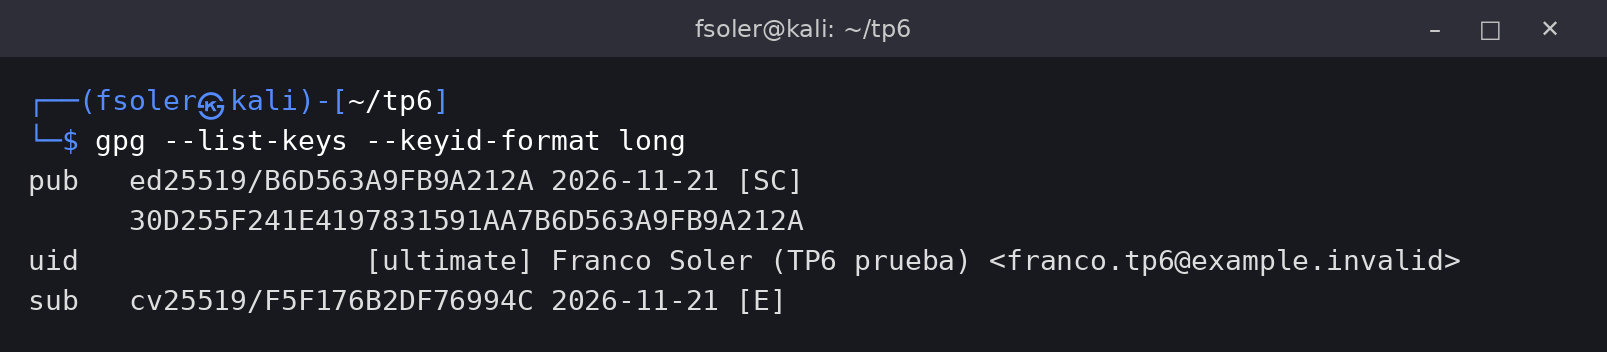 fsoler@kali: ~/tp6
┌──(fsoler㉿kali)-[~/tp6]
└─$ gpg --list-keys --keyid-format long
pub   ed25519/B6D563A9FB9A212A 2026-11-21 [SC]
      30D255F241E4197831591AA7B6D563A9FB9A212A
uid                 [ultimate] Franco Soler (TP6 prueba) <franco.tp6@example.invalid>
sub   cv25519/F5F176B2DF76994C 2026-11-21 [E]